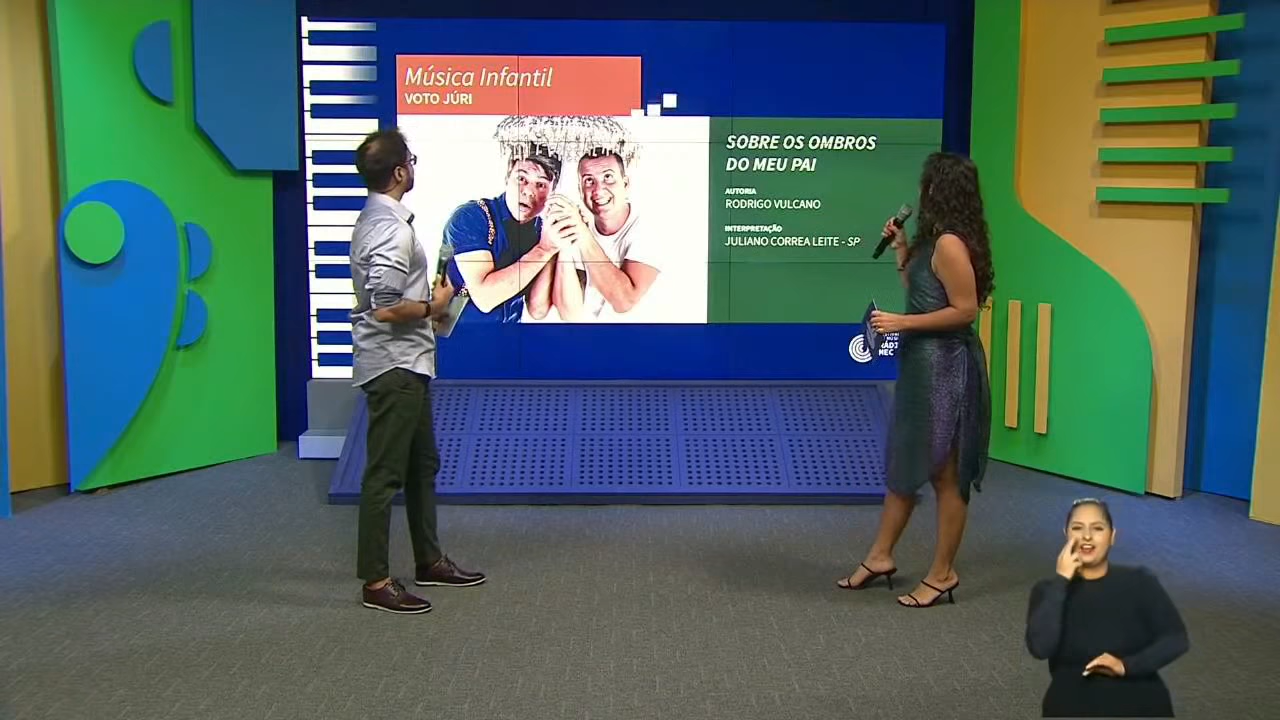 Música Infantil
VOTO JÚRI
SOBRE OS OMBROS
DO MEU PAI
AUTORIA
RODRIGO VULCANO
INTERPRETAÇÃO
JULIANO CORREA LEITE - SP